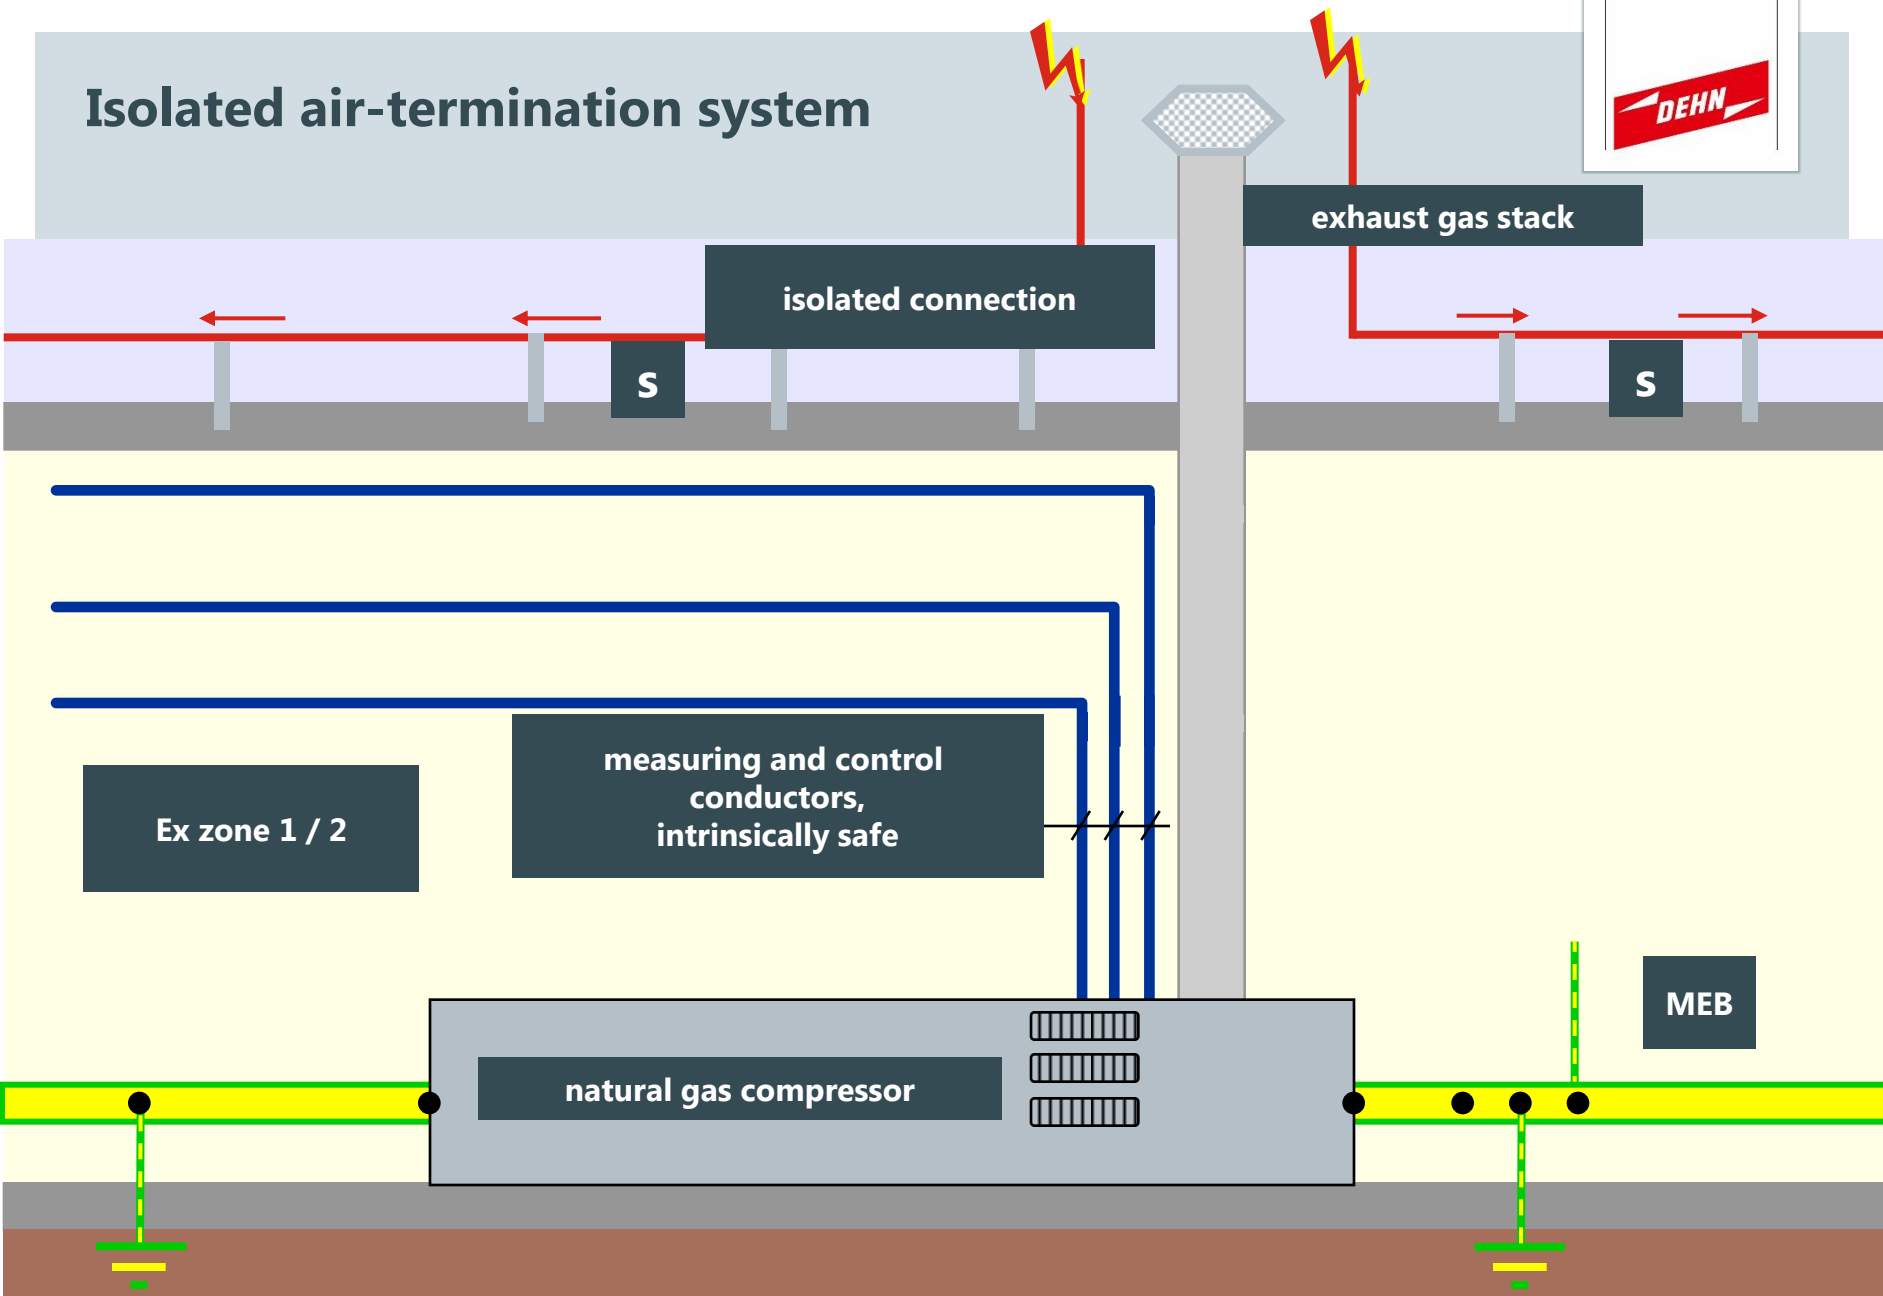 Isolated air-termination system
DEHN
exhaust gas stack
isolated connection
s
s
measuring and control
conductors,
intrinsically safe
Ex zone 1 / 2
MEB
natural gas compressor